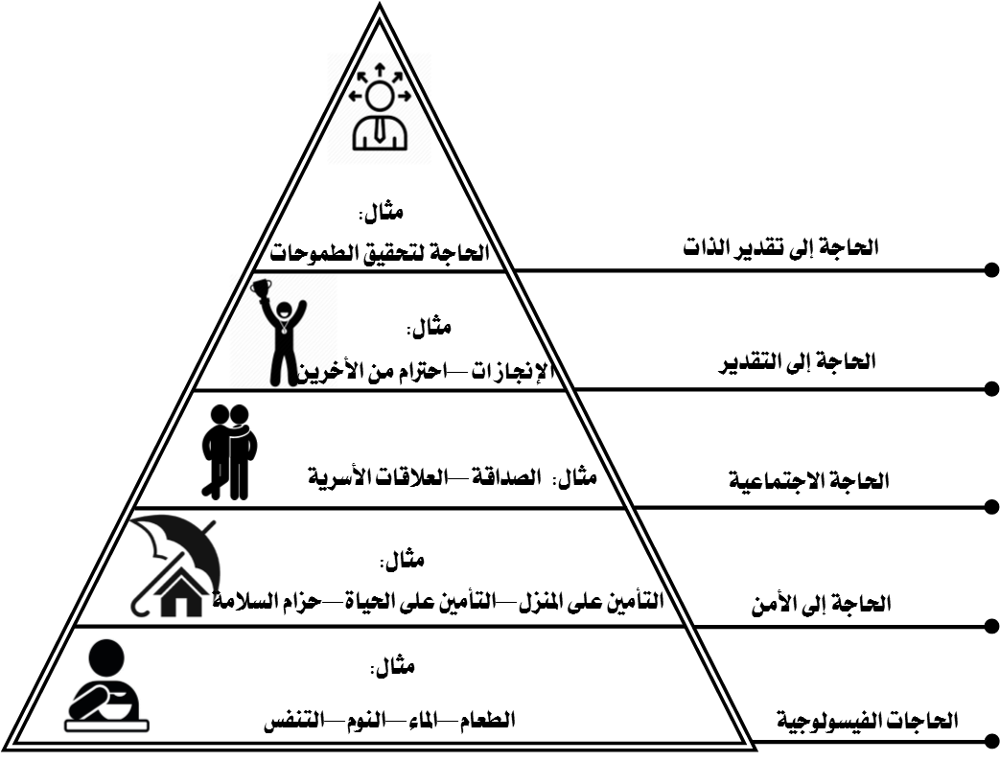 مثال:
الحاجة لتحقيق الطموحات
الحاجة إلى تقدير الذات
مثال:
الإنجازات—احترام من الأخرين
الحاجة إلى التقدير
مثال: الصداقة—العلاقات الأسرية
الحاجة الاجتماعية
مثال:
التأمين على المنزل—التأمين على الحياة—حزام السلامة
الحاجة إلى الأمن
مثال:
الطعام—الماء—النوم—التنفس
الحاجات الفيسولوجية